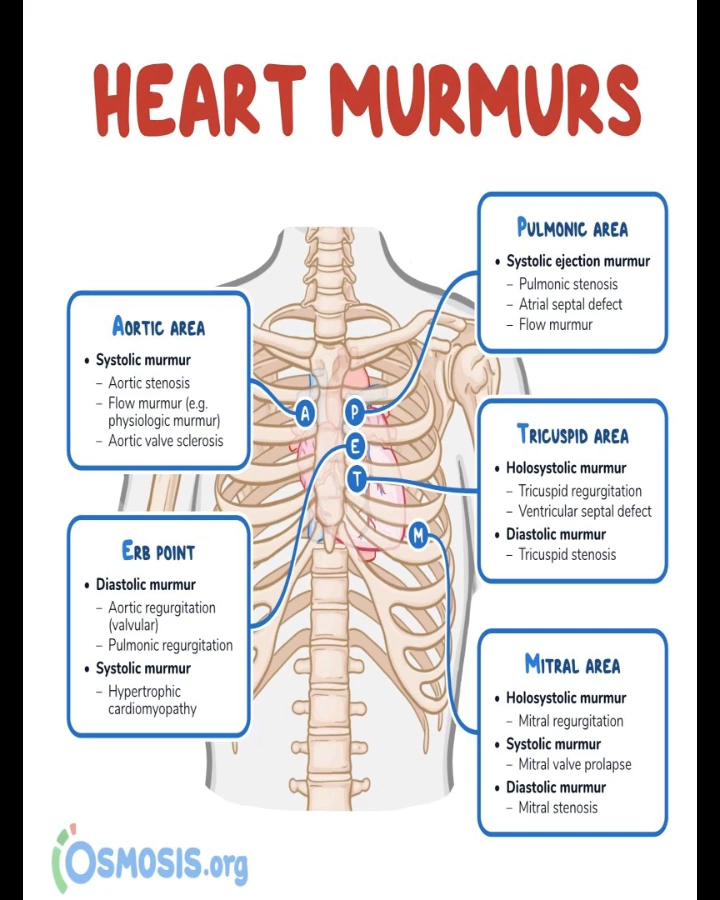 HEART MURMURS
PULMONIC AREA
• Systolic ejection murmur
– Pulmonic stenosis
– Atrial septal defect
– Flow murmur
AORTIC AREA
• Systolic murmur
– Aortic stenosis
– Flow murmur (e.g.
physiologic murmur)
– Aortic valve sclerosis
A
P
E
T
M
TRICUSPID AREA
• Holosystolic murmur
– Tricuspid regurgitation
– Ventricular septal defect
• Diastolic murmur
– Tricuspid stenosis
ERB POINT
• Diastolic murmur
– Aortic regurgitation
(valvular)
– Pulmonic regurgitation
• Systolic murmur
– Hypertrophic
cardiomyopathy
MITRAL AREA
• Holosystolic murmur
– Mitral regurgitation
• Systolic murmur
– Mitral valve prolapse
• Diastolic murmur
– Mitral stenosis
OSMOSIS.org